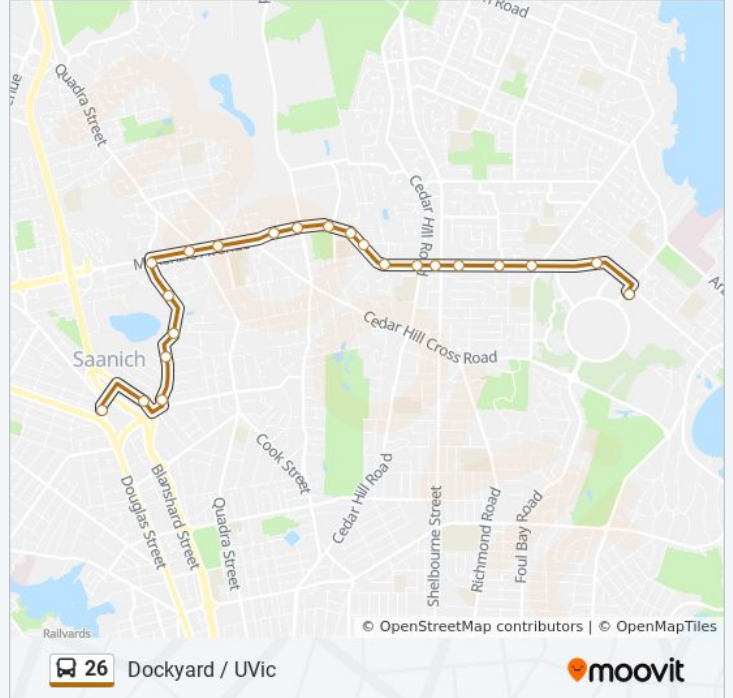 Road
Quadra Street
Cedar Hill Road
Cedar Hill Cross Road
Saanich
Cook Street
Cedar Hill Road
Blanshard Street
Douglas Street
Quadra Street
Shelbourne Street
Richmond Road
Foul Bay Road
Railvards
© OpenStreetMap contributors | © OpenMapTiles
26 Dockyard / UVic
moovit